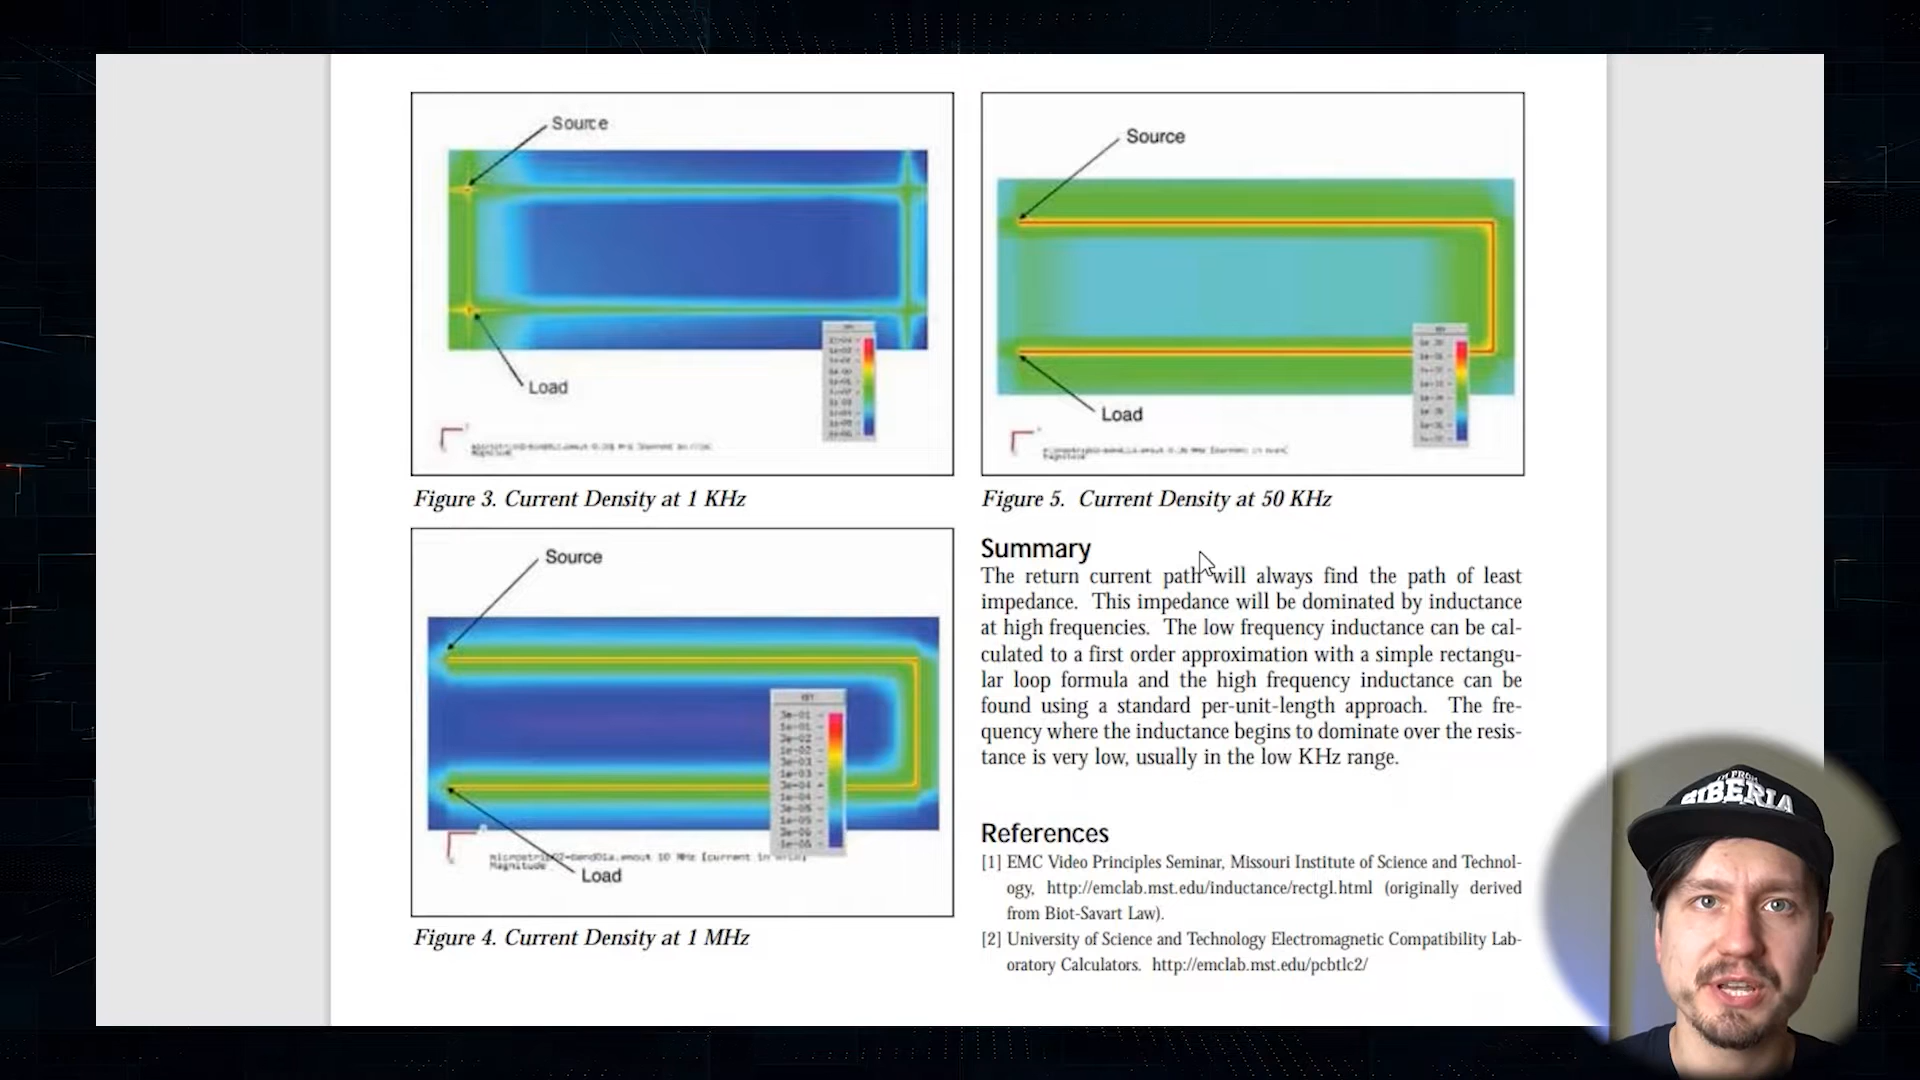 Source
Load
Figure 3. Current Density at 1 KHz
Source
Load
Magnitude
Figure 4. Current Density at 1 MHz
Source
Load
Figure 5. Current Density at 50 KHz
Summary
The return current path will always find the path of least
impedance. This impedance will be dominated by inductance
at high frequencies. The low frequency inductance can be cal-
culated to a first order approximation with a simple rectangu-
lar loop formula and the high frequency inductance can be
found using a standard per-unit-length approach. The fre-
quency where the inductance begins to dominate over the resis-
tance is very low, usually in the low KHz range.
References
[1] EMC Video Principles Seminar, Missouri Institute of Science and Technol-
ogy, http://emclab.mst.edu/inductance/rectgl.html (originally derived
from Biot-Savart Law).
[2] University of Science and Technology Electromagnetic Compatibility Lab-
oratory Calculators. http://emclab.mst.edu/pcbtlc2/
I'M FROM
SIBERIA